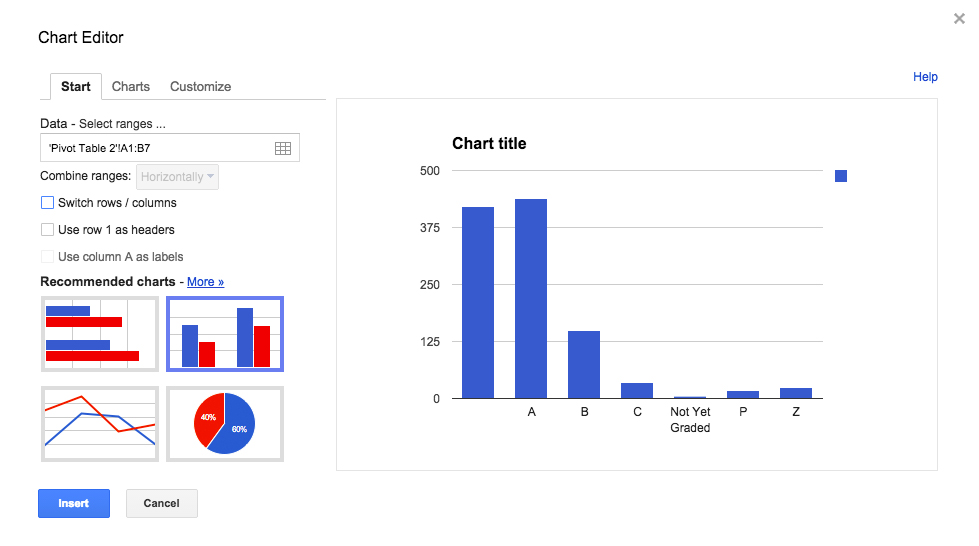 ×
Chart Editor
Help
Start Charts Customize
Data - Select ranges ...
'Pivot Table 2'!A1:B7
Combine ranges: Horizontally
Switch rows / columns
Use row 1 as headers
Use column A as labels
Recommended charts - More »
40%
60%
Insert Cancel
Chart title
500
375
250
125
0
A B C Not Yet P Z
Graded